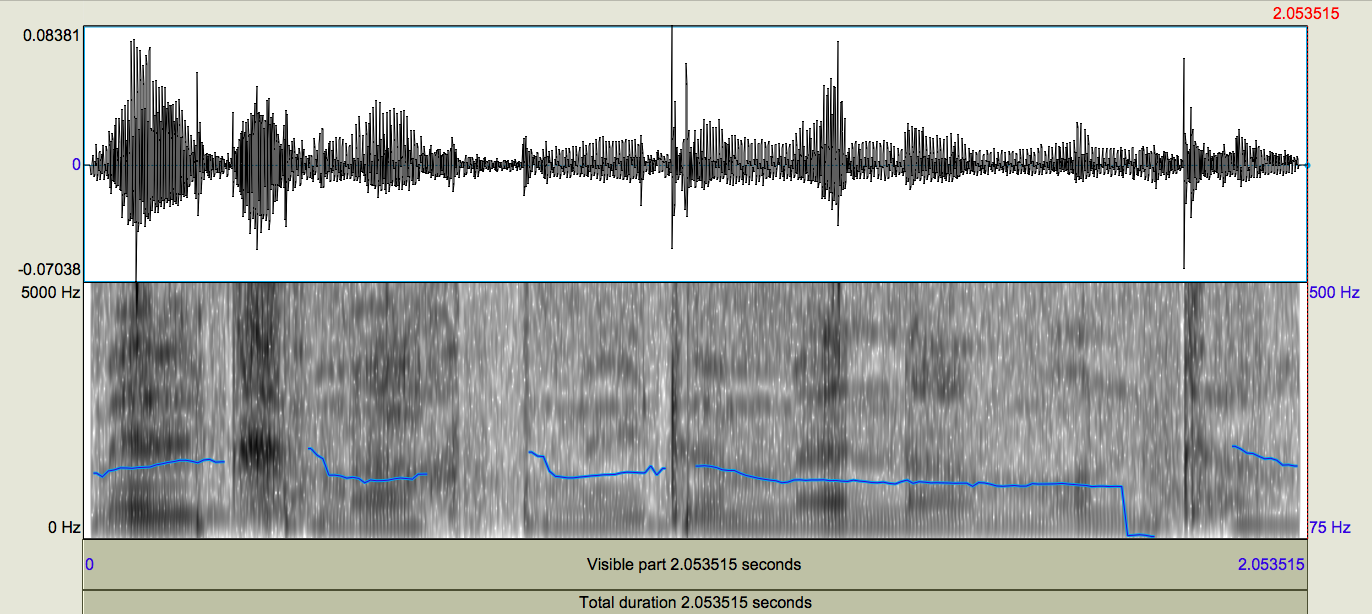 2.053515
0.08381
0
-0.07038
5000 Hz
500 Hz
0 Hz
75 Hz
0
Visible part 2.053515 seconds
2.053515
Total duration 2.053515 seconds